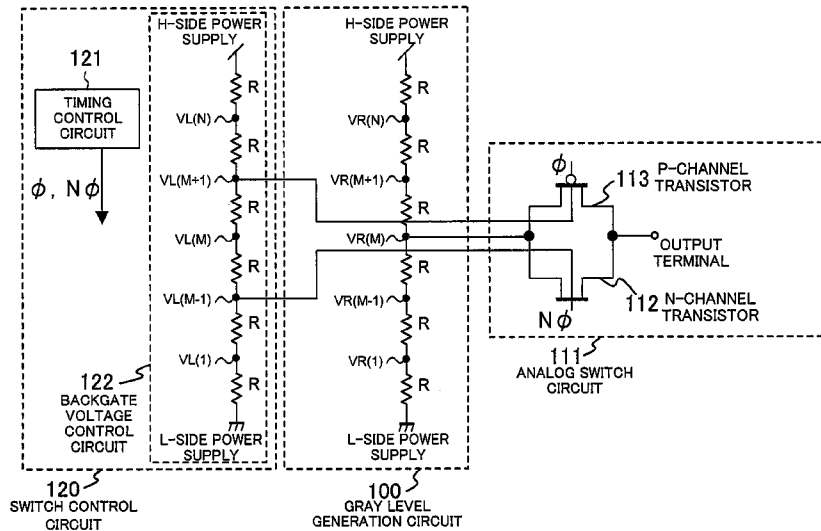 H-SIDE POWER
SUPPLY
H-SIDE POWER
SUPPLY
121
TIMING
CONTROL
CIRCUIT
ϕ, Nϕ
R
VL(N)
R
VL(M+1)
R
VL(M)
R
VL(M-1)
R
VL(1)
R
L-SIDE POWER
SUPPLY
122
BACKGATE
VOLTAGE
CONTROL
CIRCUIT
120
SWITCH CONTROL
CIRCUIT
R
VR(N)
R
VR(M+1)
R
VR(M)
R
VR(M-1)
R
VR(1)
R
L-SIDE POWER
SUPPLY
100
GRAY LEVEL
GENERATION CIRCUIT
ϕ
113 P-CHANNEL
TRANSISTOR
OUTPUT
TERMINAL
112 N-CHANNEL
TRANSISTOR
Nϕ
111
ANALOG SWITCH
CIRCUIT